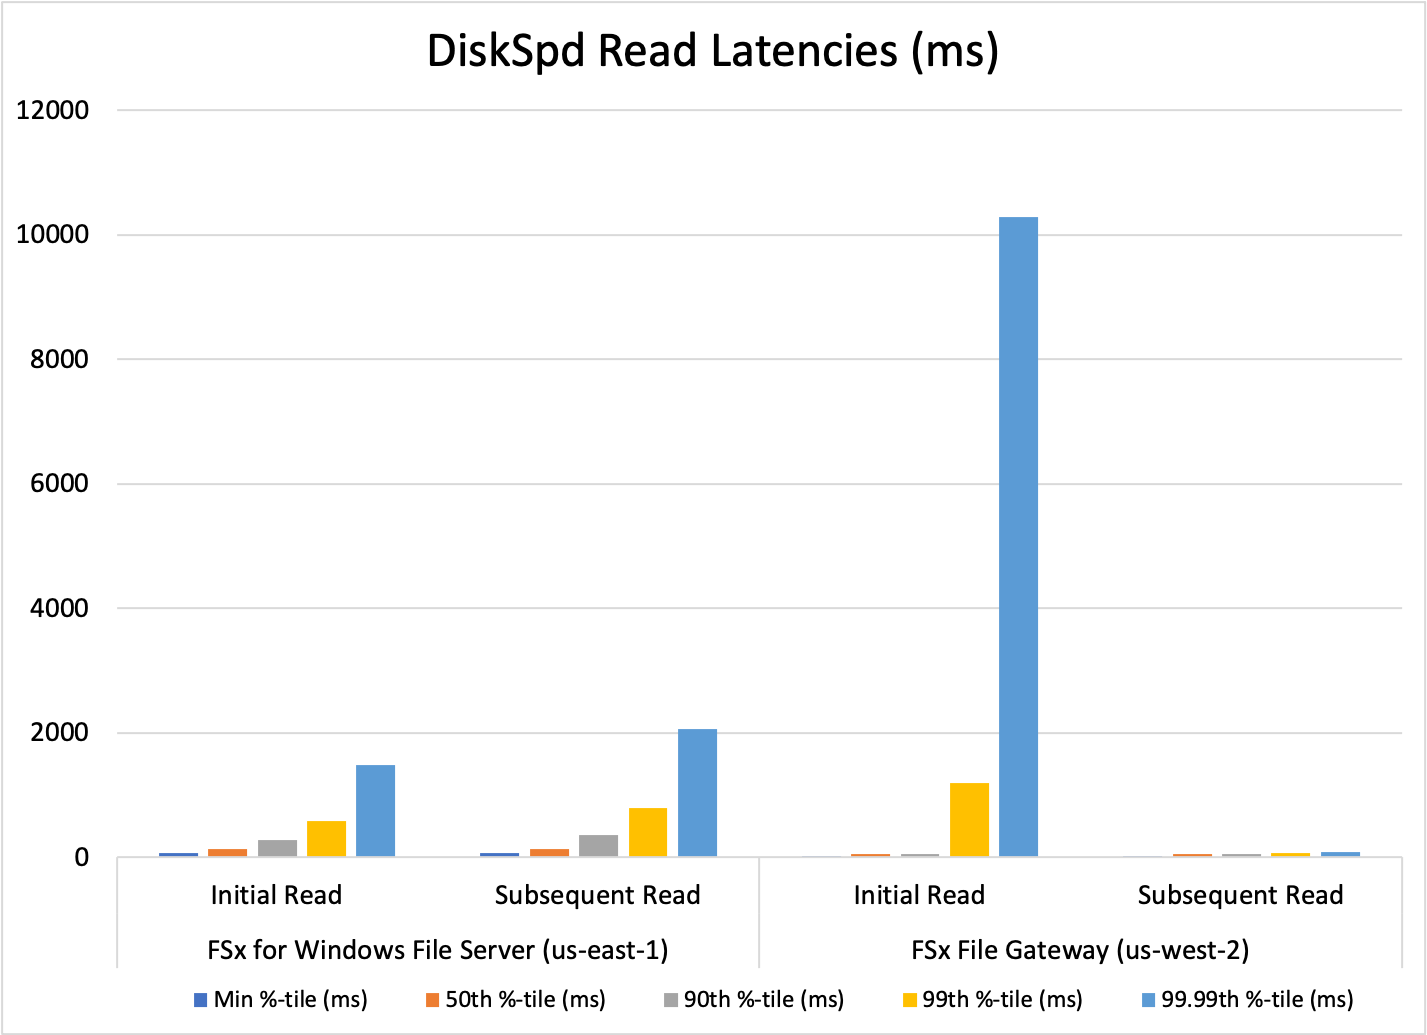 DiskSpd Read Latencies (ms)
12000
10000
8000
6000
4000
2000
0
Initial Read Subsequent Read Initial Read Subsequent Read
FSx for Windows File Server (us-east-1) FSx File Gateway (us-west-2)
Min %-tile (ms) 50th %-tile (ms) 90th %-tile (ms) 99th %-tile (ms) 99.99th %-tile (ms)